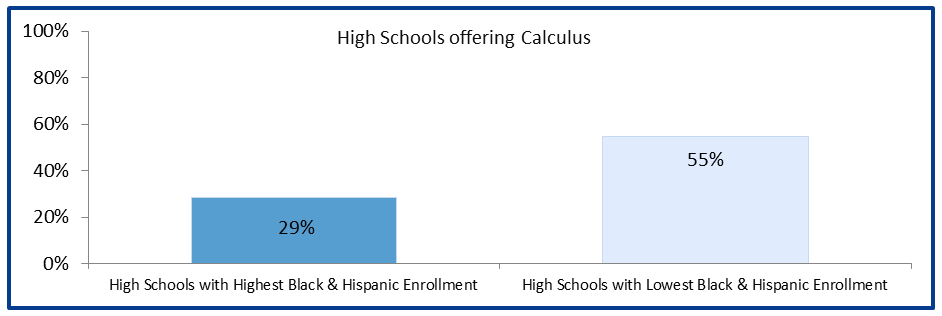 High Schools offering Calculus
100%
80%
60%
40%
20%
0%
29%
55%
High Schools with Highest Black & Hispanic Enrollment
High Schools with Lowest Black & Hispanic Enrollment